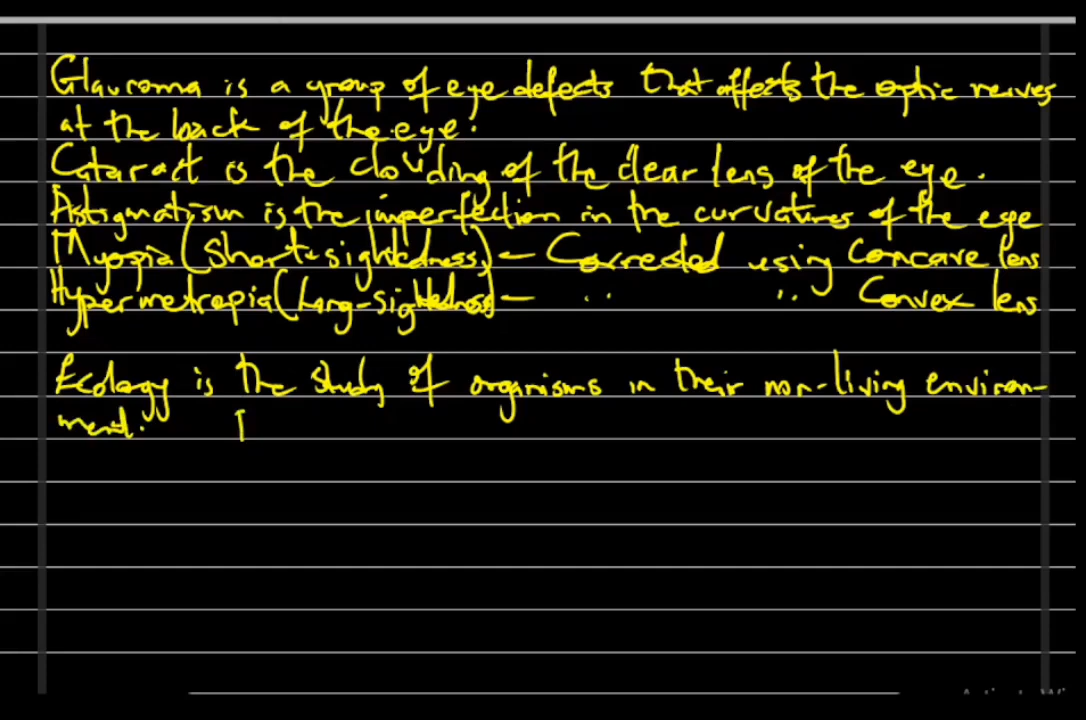 Glaucoma is a group of eye defects that affects the optic nerves
at the back of the eye.
Cataract is the clouding of the clear lens of the eye.
Astigmatism is the imperfection in the curvatures of the eye
Myopia (Short-sightedness) - Corrected using Concave lens
Hypermetropia (Long-sightedness) - ,, ,, Convex lens
Ecology is the study of organisms in their non-living environ-
ment.